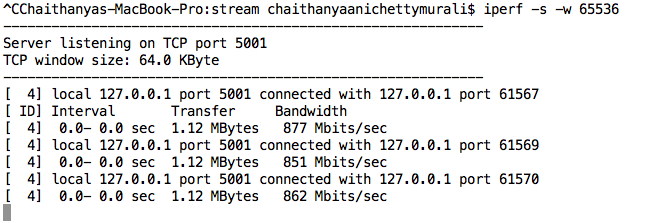 ^CChaithanyas-MacBook-Pro:stream chaithanyaanichettymurali$ iperf -s -w 65536
------------------------------------------------------------
Server listening on TCP port 5001
TCP window size: 64.0 KByte
------------------------------------------------------------
[  4] local 127.0.0.1 port 5001 connected with 127.0.0.1 port 61567
[ ID] Interval       Transfer     Bandwidth
[  4]  0.0- 0.0 sec  1.12 MBytes   877 Mbits/sec
[  4] local 127.0.0.1 port 5001 connected with 127.0.0.1 port 61569
[  4]  0.0- 0.0 sec  1.12 MBytes   851 Mbits/sec
[  4] local 127.0.0.1 port 5001 connected with 127.0.0.1 port 61570
[  4]  0.0- 0.0 sec  1.12 MBytes   862 Mbits/sec